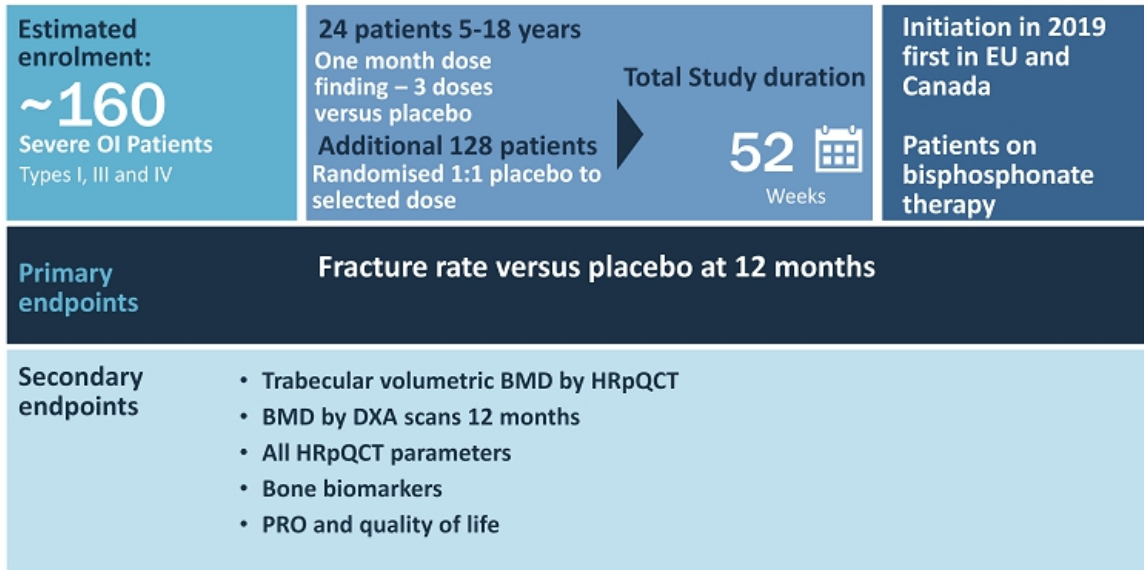 Estimated
enrolment:
~160
Severe OI Patients
Types I, III and IV
24 patients 5-18 years
One month dose
finding – 3 doses
versus placebo
Additional 128 patients
Randomised 1:1 placebo to
selected dose
Total Study duration
52
Weeks
Initiation in 2019
first in EU and
Canada
Patients on
bisphosphonate
therapy
Primary
endpoints
Fracture rate versus placebo at 12 months
Secondary
endpoints
• Trabecular volumetric BMD by HRpQCT
• BMD by DXA scans 12 months
• All HRpQCT parameters
• Bone biomarkers
• PRO and quality of life